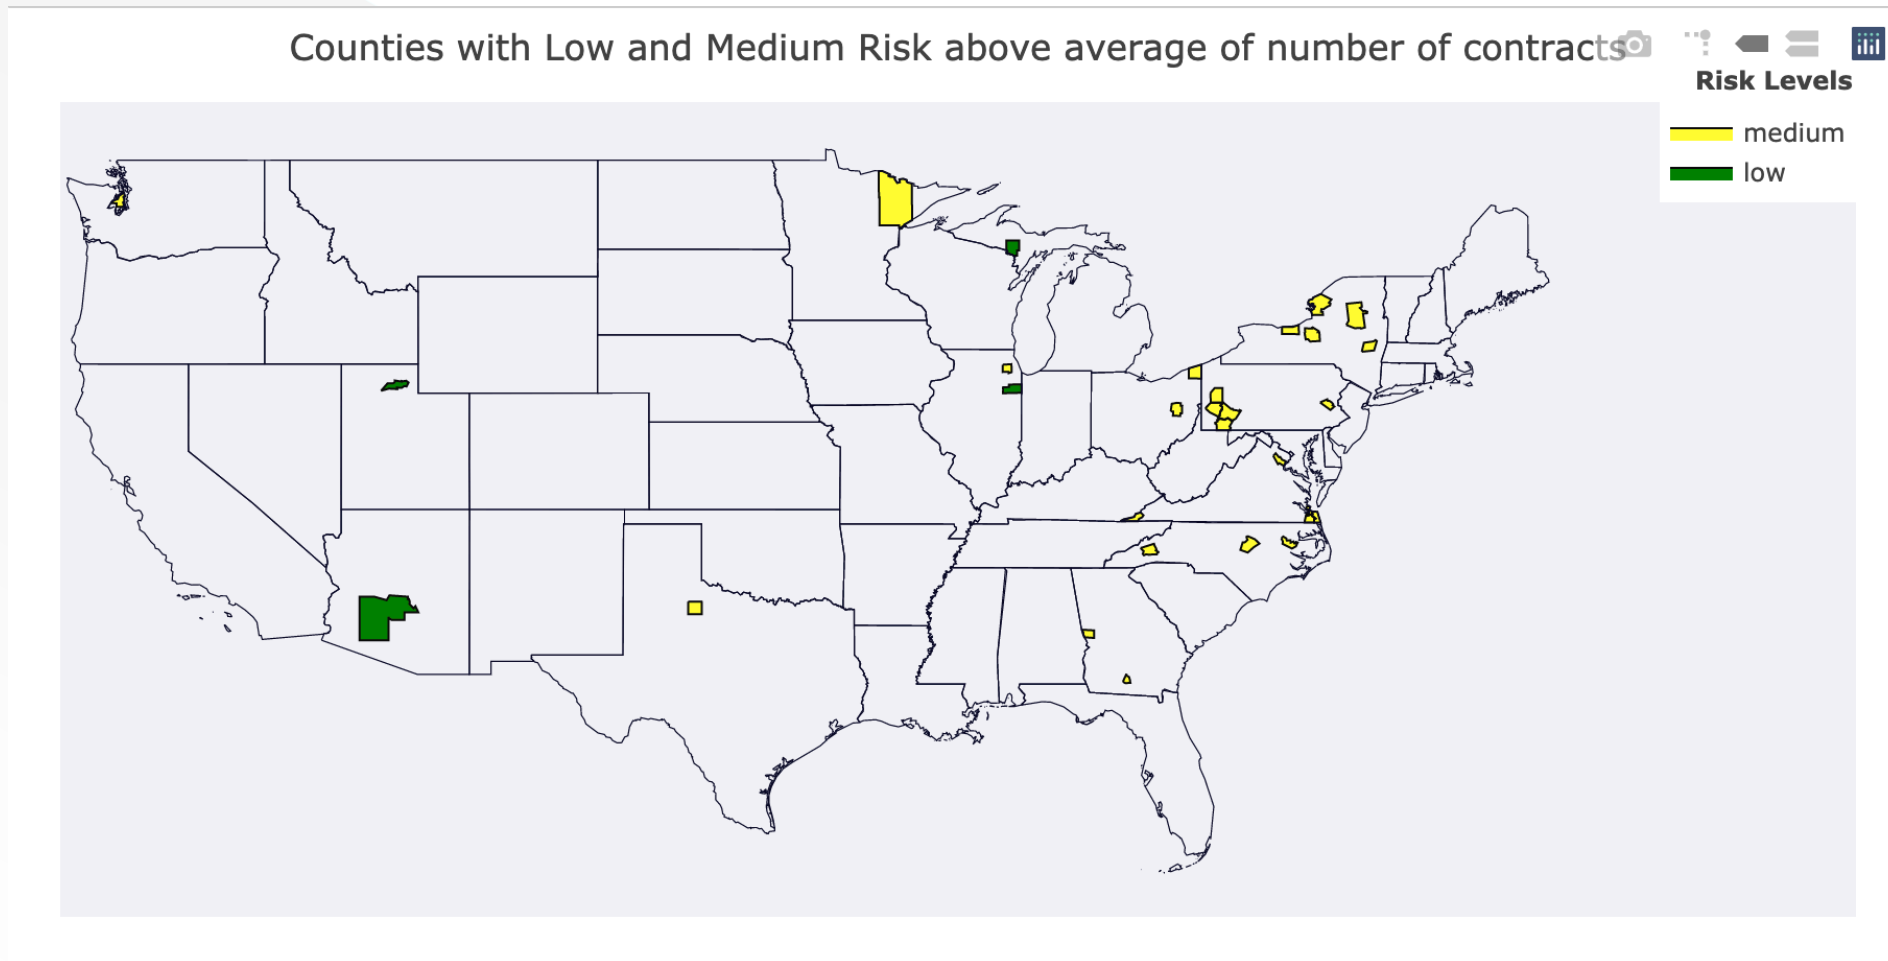 Counties with Low and Medium Risk above average of number of contracts
Risk Levels
medium
low